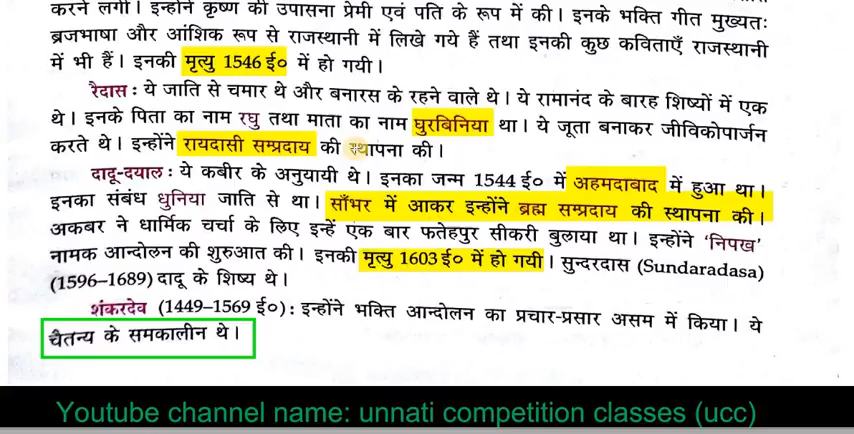 करने लगीं। इन्होंने कृष्ण की उपासना प्रेमी एवं पति के रूप में की। इनके भक्ति गीत मुख्यतः
ब्रजभाषा और आंशिक रूप से राजस्थानी में लिखे गये हैं तथा इनकी कुछ कविताएँ राजस्थानी
में भी हैं। इनकी मृत्यु 1546 ई० में हो गयी।
रैदास : ये जाति से चमार थे और बनारस के रहने वाले थे। ये रामानंद के बारह शिष्यों में एक
थे। इनके पिता का नाम रघु तथा माता का नाम घुरबिनिया था। ये जूता बनाकर जीविकोपार्जन
करते थे। इन्होंने रायदासी सम्प्रदाय की स्थापना की।
दादू-दयाल : ये कबीर के अनुयायी थे। इनका जन्म 1544 ई० में अहमदाबाद में हुआ था।
इनका संबंध धुनिया जाति से था। साँभर में आकर इन्होंने ब्रह्म सम्प्रदाय की स्थापना की।
अकबर ने धार्मिक चर्चा के लिए इन्हें एक बार फतेहपुर सीकरी बुलाया था। इन्होंने ‘निपख’
नामक आन्दोलन की शुरुआत की। इनकी मृत्यु 1603 ई० में हो गयी। सुन्दरदास (Sundaradasa)
(1596–1689) दादू के शिष्य थे।
शंकरदेव (1449–1569 ई०) : इन्होंने भक्ति आन्दोलन का प्रचार-प्रसार असम में किया। ये
चैतन्य के समकालीन थे।
Youtube channel name: unnati competition classes (ucc)